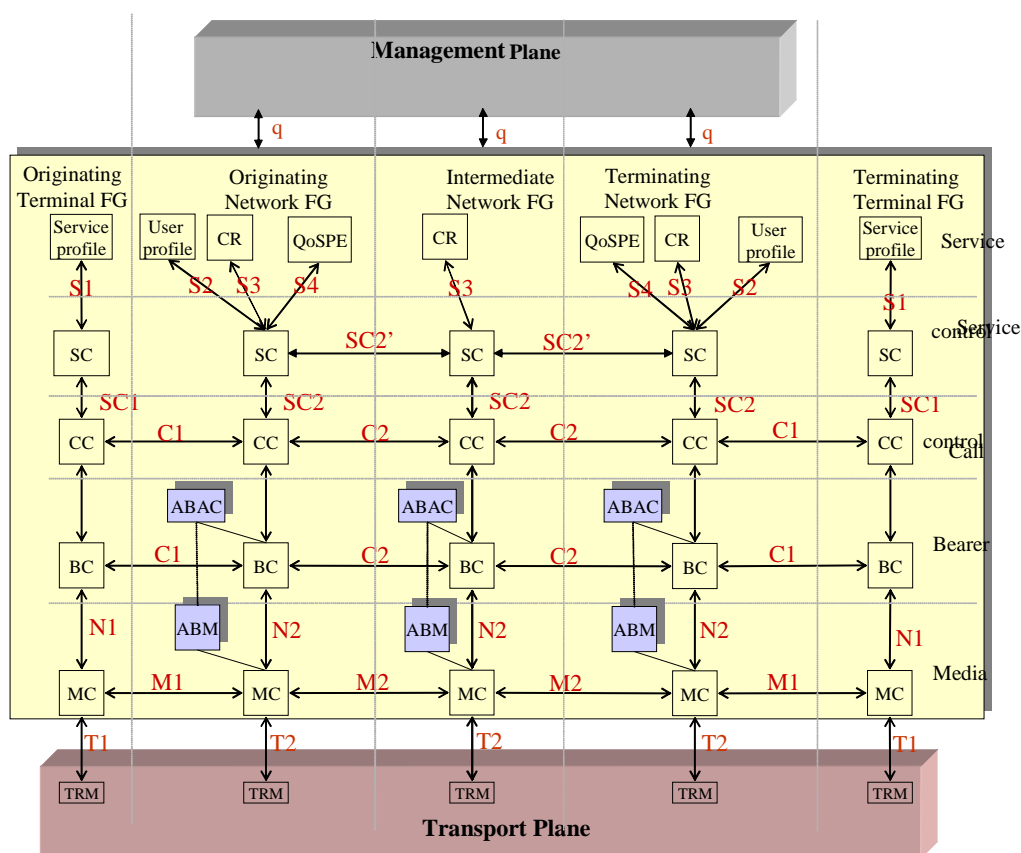 Management Plane
q q q
Originating
Terminal FG
Originating
Network FG
Intermediate
Network FG
Terminating
Network FG
Terminating
Terminal FG
Service
profile
User
profile
CR
QoSPE
CR
QoSPE
CR
User
profile
Service
profile
Service
S1 S2 S3 S4 S3 S4 S3 S2 S1
control
Service
SC SC2’ SC SC2’ SC SC
SC
SC1 SC2 SC2 SC2 SC1
CC C1 CC C2 CC C2 CC C1 CC
control
Call
ABAC ABAC ABAC
BC C1 BC C2 BC C2 BC C1 BC
Bearer
ABM ABM ABM
N1 N2 N2 N2 N1
MC M1 MC M2 MC M2 MC M1 MC
Media
T1 T2 T2 T2 T1
TRM TRM TRM TRM TRM
Transport Plane